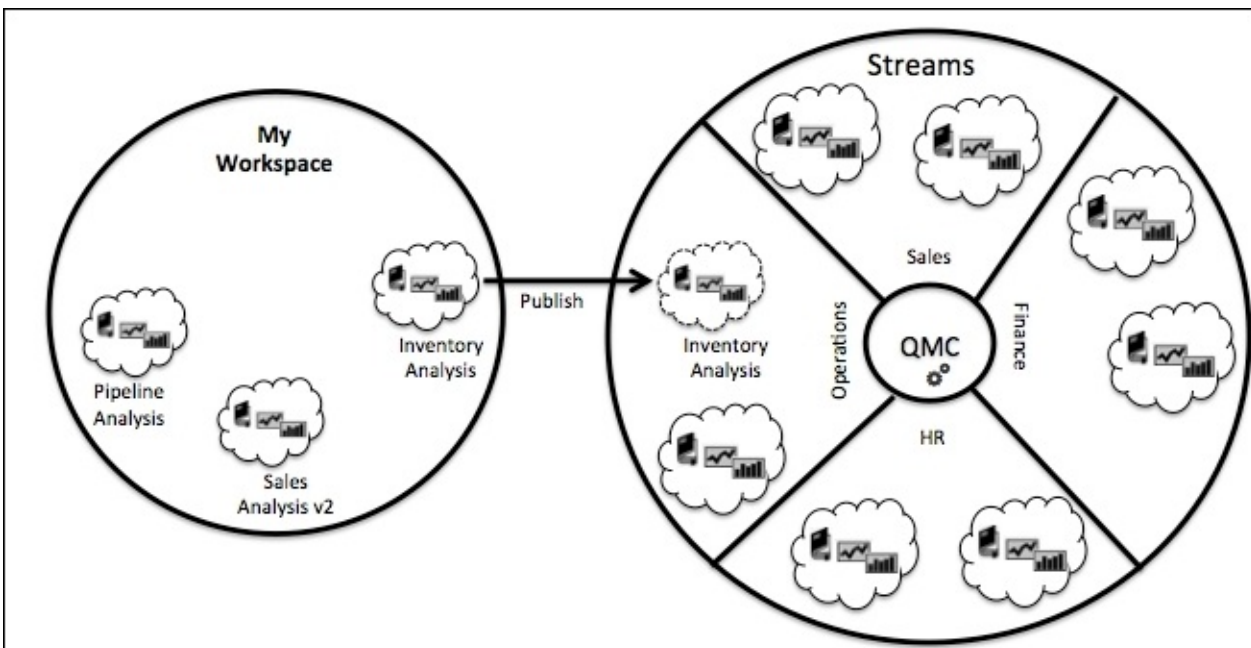 My
Workspace
Pipeline
Analysis
Sales
Analysis v2
Inventory
Analysis
Publish
Streams
Sales
Finance
Operations
HR
QMC
Inventory
Analysis